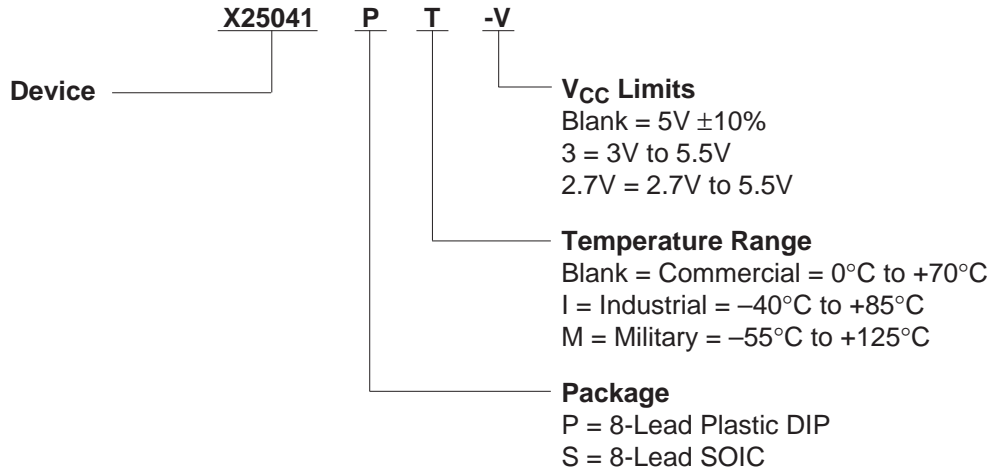 X25041 P T -V
Device
VCC Limits
Blank = 5V ±10%
3 = 3V to 5.5V
2.7V = 2.7V to 5.5V
Temperature Range
Blank = Commercial = 0°C to +70°C
I = Industrial = –40°C to +85°C
M = Military = –55°C to +125°C
Package
P = 8-Lead Plastic DIP
S = 8-Lead SOIC